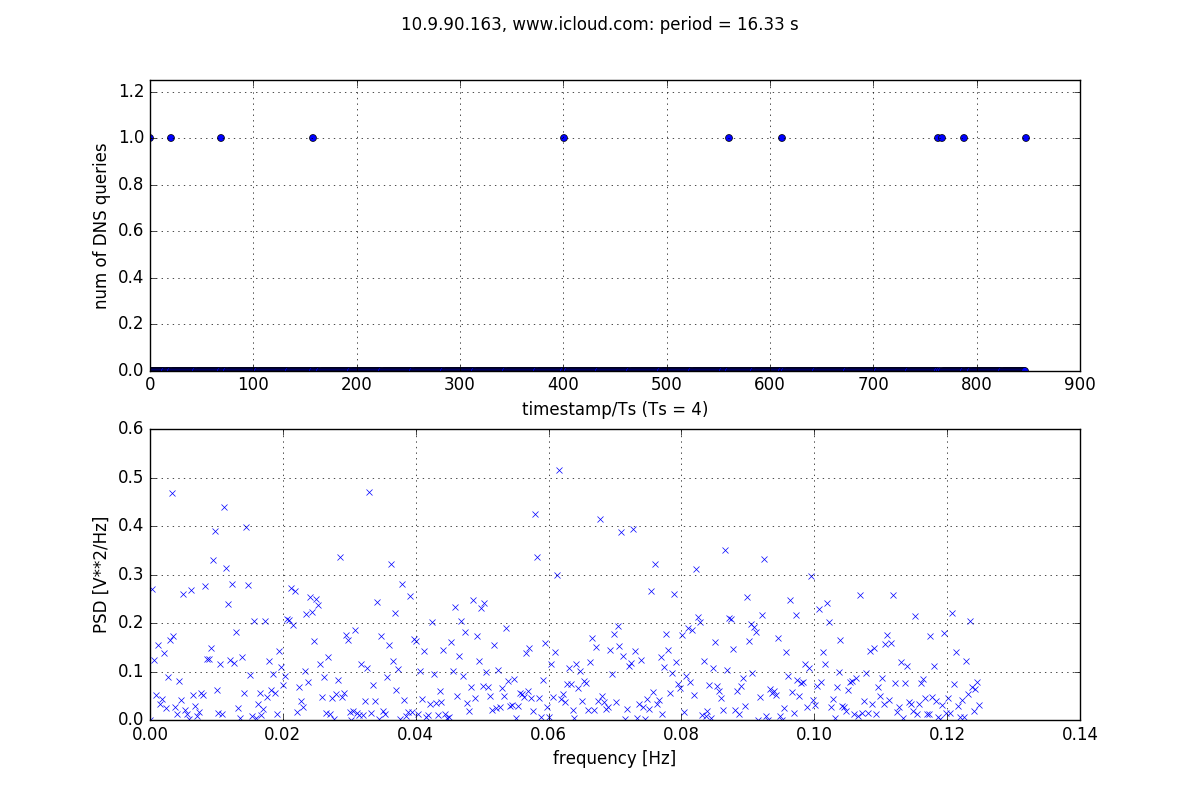 10.9.90.163, www.icloud.com: period = 16.33 s
1.2
1.0
0.8
0.6
0.4
0.2
0.0
num of DNS queries
0 100 200 300 400 500 600 700 800 900
timestamp/Ts (Ts = 4)
0.6
0.5
0.4
0.3
0.2
0.1
0.0
PSD [V**2/Hz]
0.00 0.02 0.04 0.06 0.08 0.10 0.12 0.14
frequency [Hz]